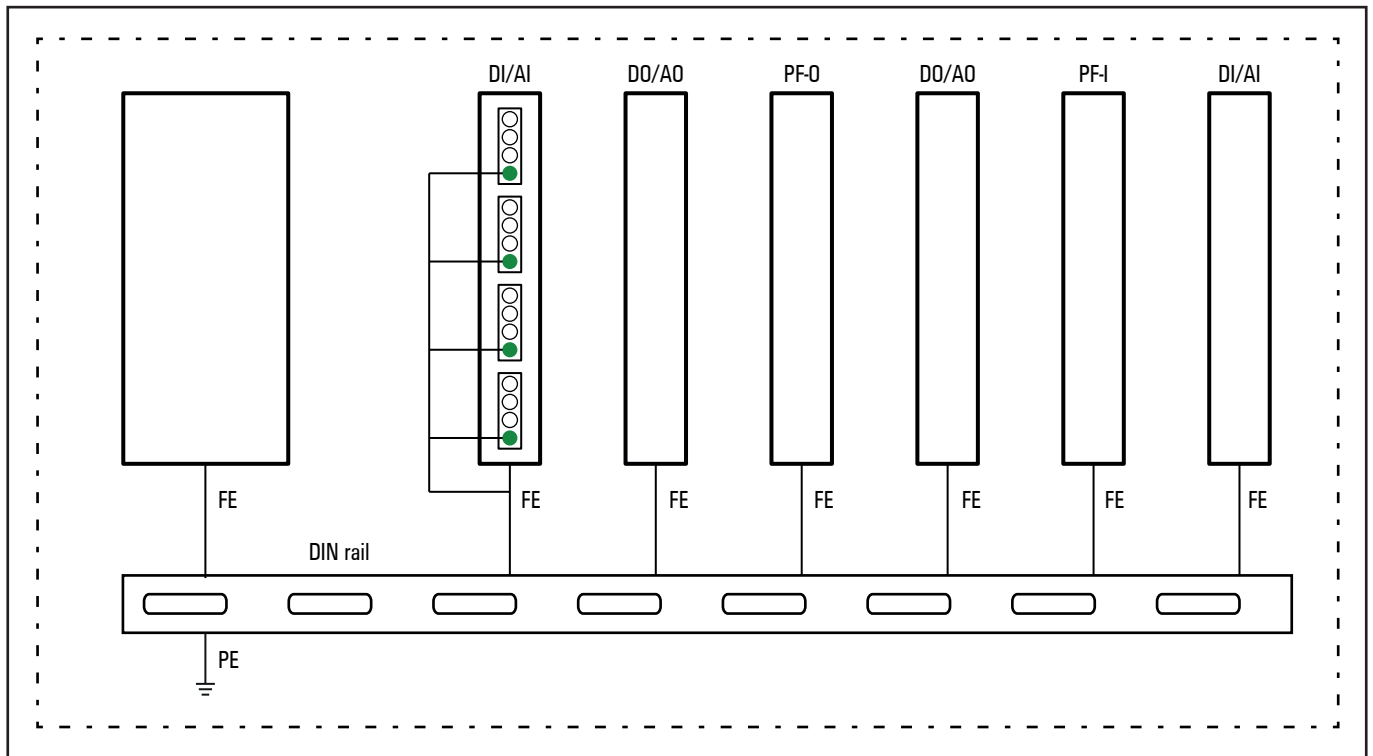 DI/AI DO/AO PF-O DO/AO PF-I DI/AI
FE FE FE FE FE FE FE
DIN rail
PE